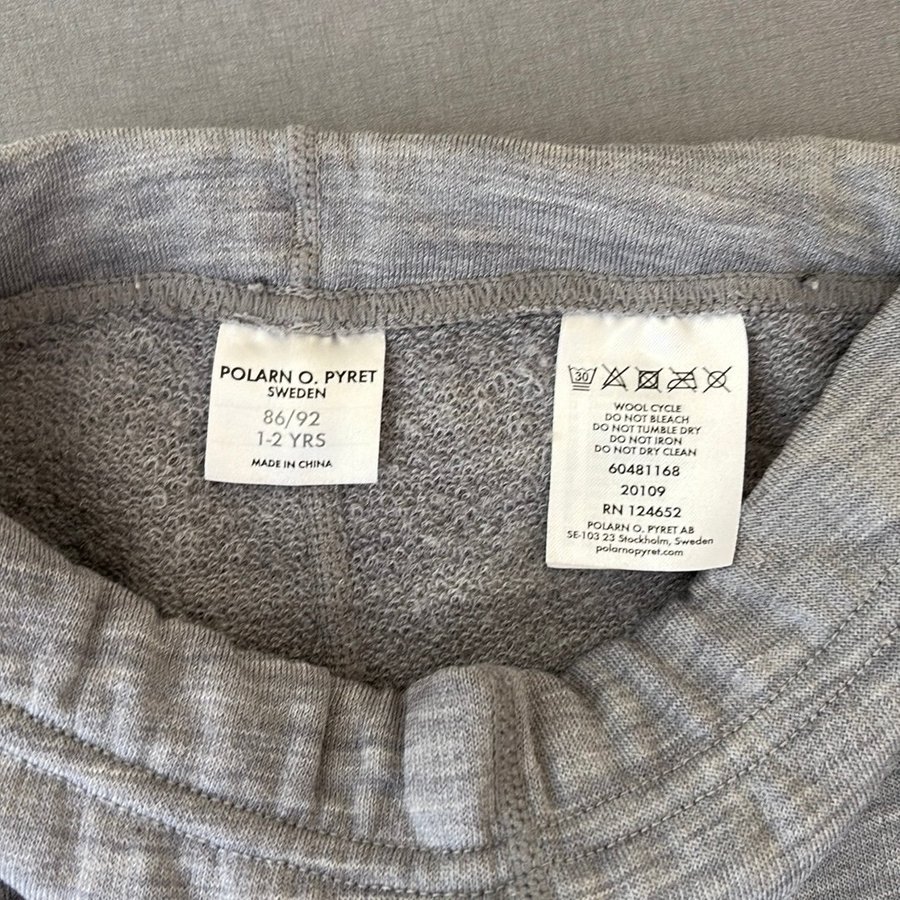 POLARN O. PYRET
SWEDEN
86/92
1-2 YRS
MADE IN CHINA
30
WOOL CYCLE
DO NOT BLEACH
DO NOT TUMBLE DRY
DO NOT IRON
DO NOT DRY CLEAN
60481168
20109
RN 124652
POLARN O. PYRET AB
SE-103 23 Stockholm, Sweden
polarnopyret.com